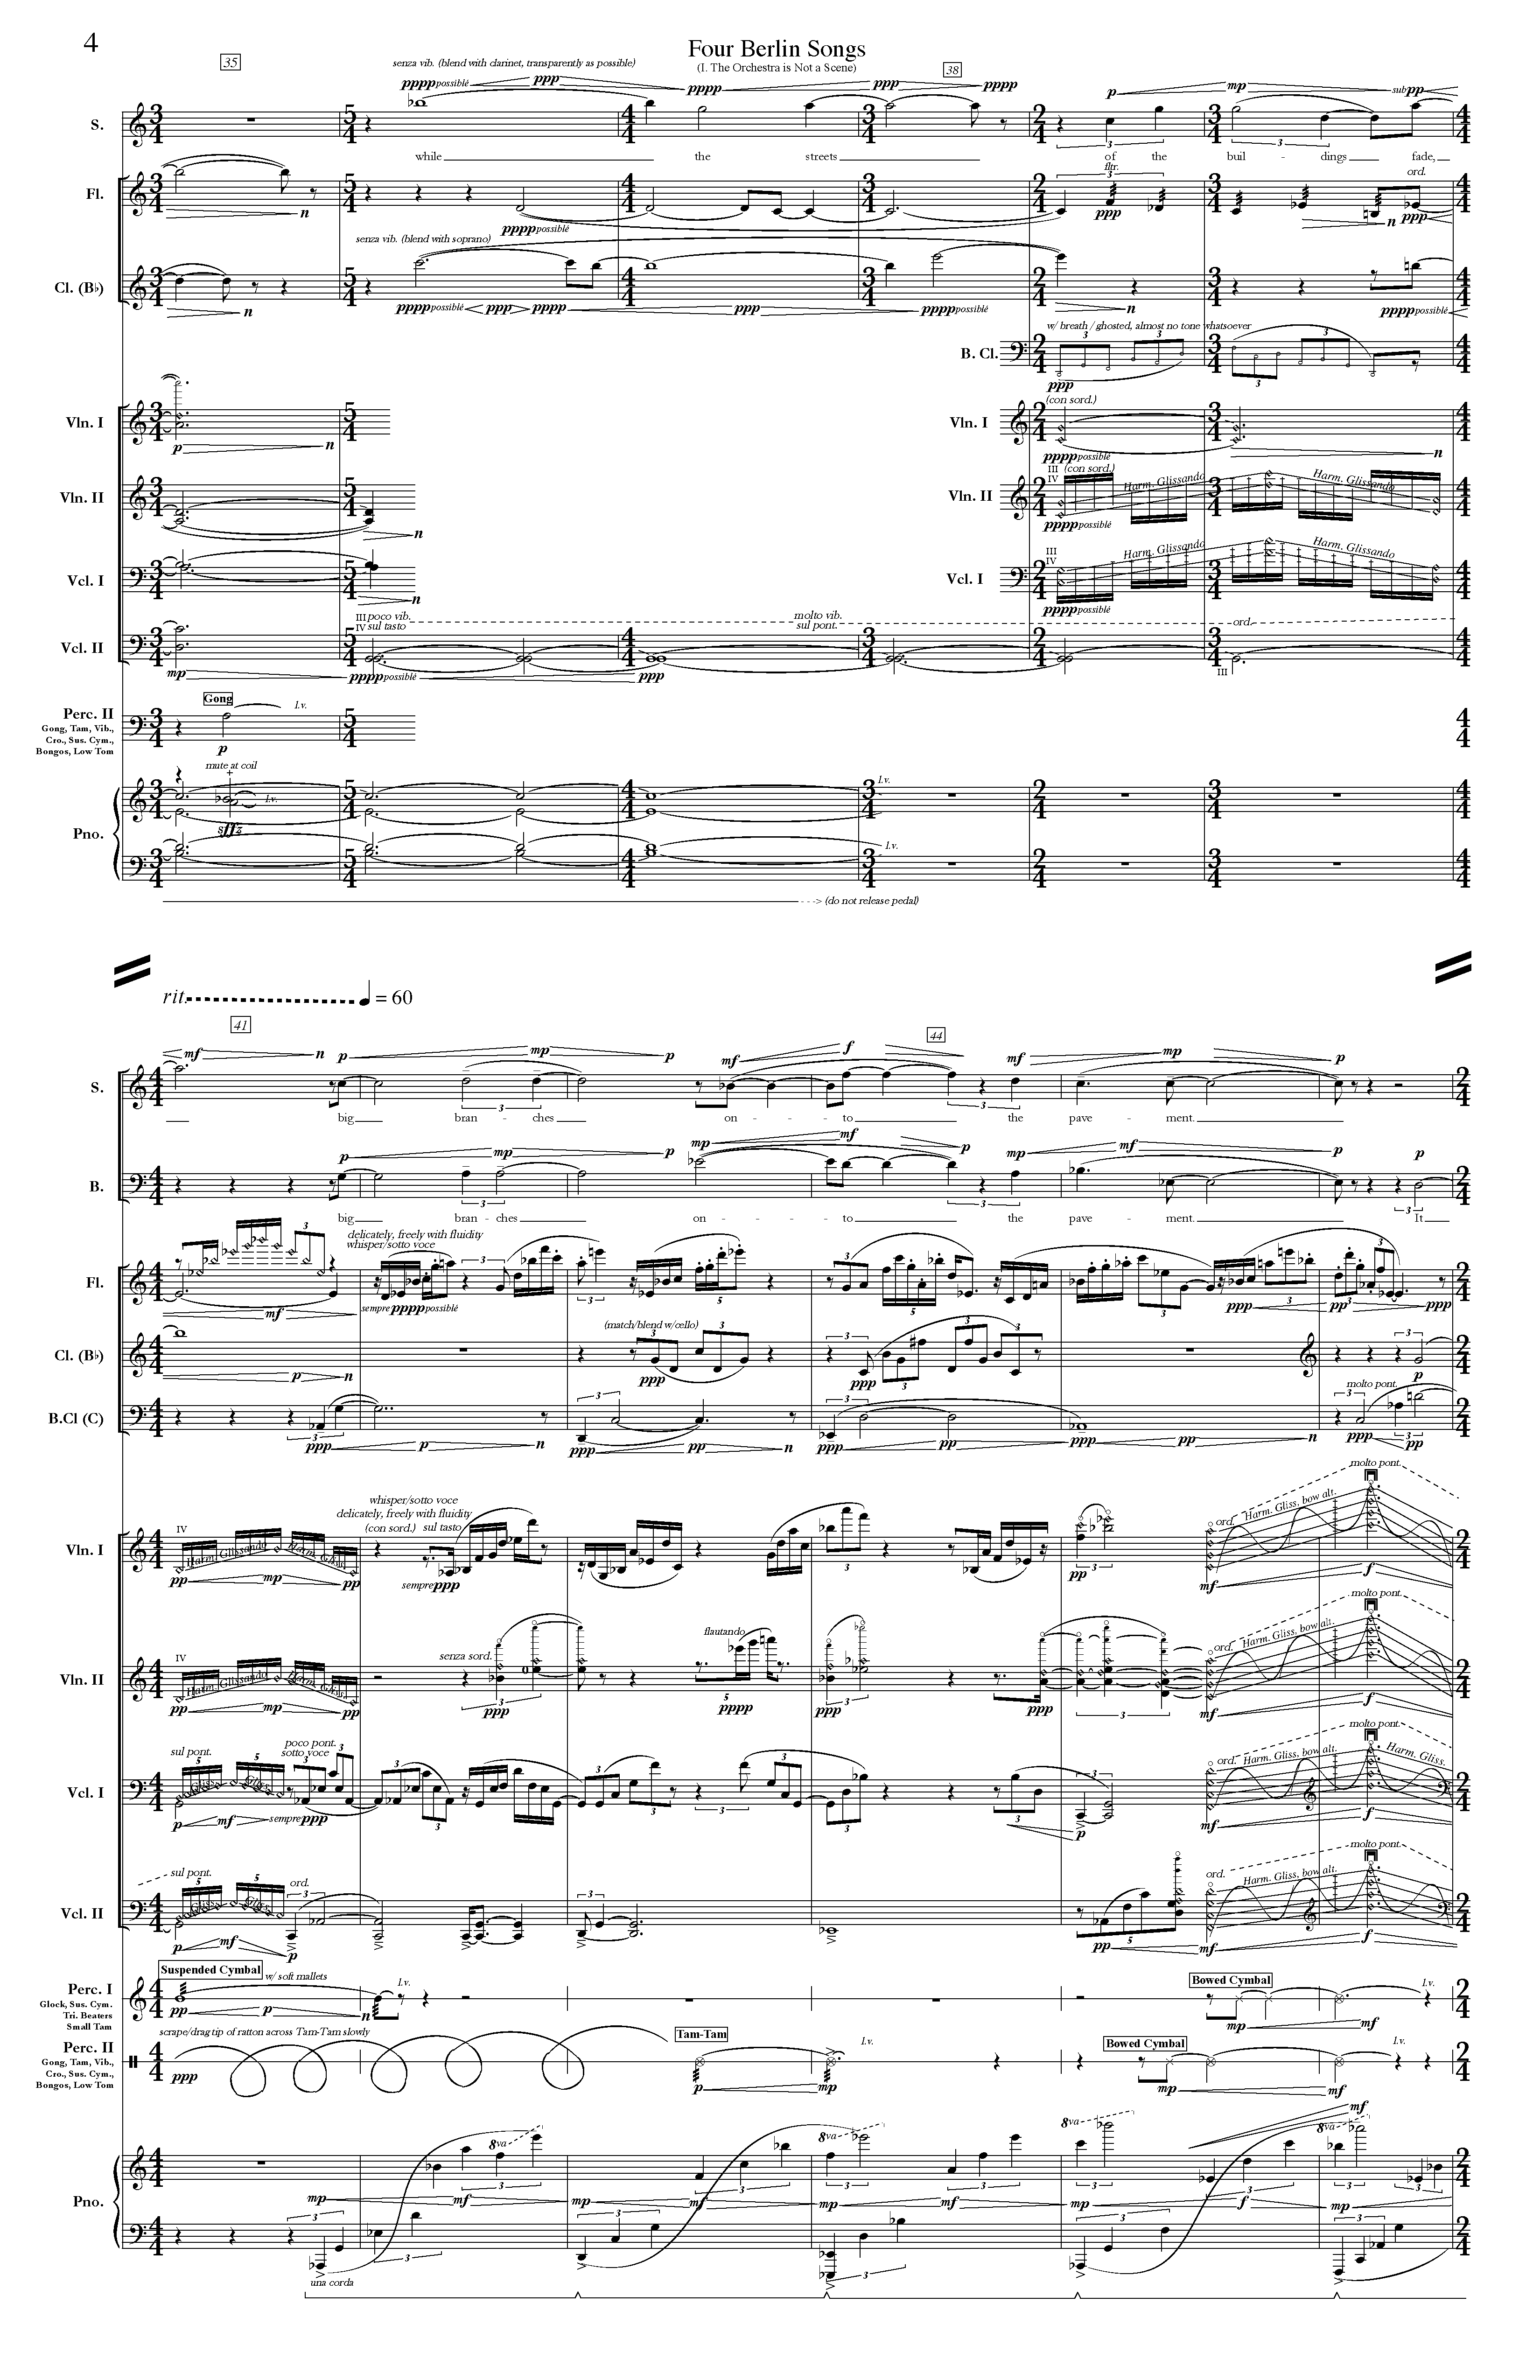 4
Four Berlin Songs
(I. The Orchestra is Not a Scene)
35
38
senza vib. (blend with clarinet, transparently as possible)
pppp possible ppp pppp ppp pppp p mp sub pp
S.
while the streets of the buil - dings fade,
fltr.
ord.
Fl.
n pppp possible ppp n ppp
senza vib. (blend with soprano)
Cl. (B♭)
n pppp possible ppp pppp ppp pppp possible n pppp possible
w/ breath / ghosted, almost no tone whatsoever
B. Cl.
ppp
(con sord.)
Vln. I
Vln. I
p n pppp possible n
III (con sord.)
IV
Harm. Glissando Harm. Glissando
Vln. II
Vln. II
n pppp possible
III
IV
Harm. Glissando Harm. Glissando
Vcl. I
Vcl. I
n pppp possible
III poco vib. molto vib.
IV sul tasto sul pont. ord.
Vcl. II
mp pppp possible ppp III
Gong l.v.
Perc. II
Gong, Tam, Vib.,
Cro., Sus. Cym.,
Bongos, Low Tom
p
mute at coil
l.v.
l.v.
sffz
Pno.
l.v.
---> (do not release pedal)
rit. = 60
41
44
mf n p mp p mf f mf mp p
S.
big bran - ches on - - to the pave - ment.
p mp p mp mf p mp mf p p
B.
big bran - ches on - - - to the pave - ment. It
delicately, freely with fluidity
whisper/sotto voce
Fl.
mf sempre pppp possible ppp pp ppp
(match/blend w/cello)
Cl. (B♭)
p n ppp ppp p
molto pont.
B.Cl (C)
ppp p n ppp pp n ppp pp ppp pp n ppp pp
molto pont.
whisper/sotto voce
delicately, freely with fluidity
(con sord.) sul tasto
IV
Harm. Glissando Harm. Gliss.
ord. Harm. Gliss, bow alt.
Vln. I
pp mp pp sempre ppp pp mf f
molto pont.
IV
Harm. Glissando Harm. Gliss.
senza sord. flautando
ord. Harm. Gliss, bow alt.
Vln. II
pp mp pp ppp pppp ppp ppp mf f
molto pont.
sul pont. poco pont.
sotto voce
ord. Harm. Gliss, bow alt. Harm. Gliss.
Vcl. I
p mf sempre ppp p mf f
molto pont.
sul pont. ord.
ord. Harm. Gliss, bow alt.
Vcl. II
p mf p pp mf f
Suspended Cymbal w/ soft mallets l.v. Bowed Cymbal l.v.
Perc. I
Glock, Sus. Cym.
Tri. Beaters
Small Tam
pp p n mp mf
scrape/drag tip of ratton across Tam-Tam slowly
Tam-Tam l.v. Bowed Cymbal l.v.
Perc. II
Gong, Tam, Vib.,
Cro., Sus. Cym.,
Bongos, Low Tom
ppp p mp mp mf
8va 8va 8va 8va mf
mp mf mp mf mp mf mp f mp
Pno.
una corda